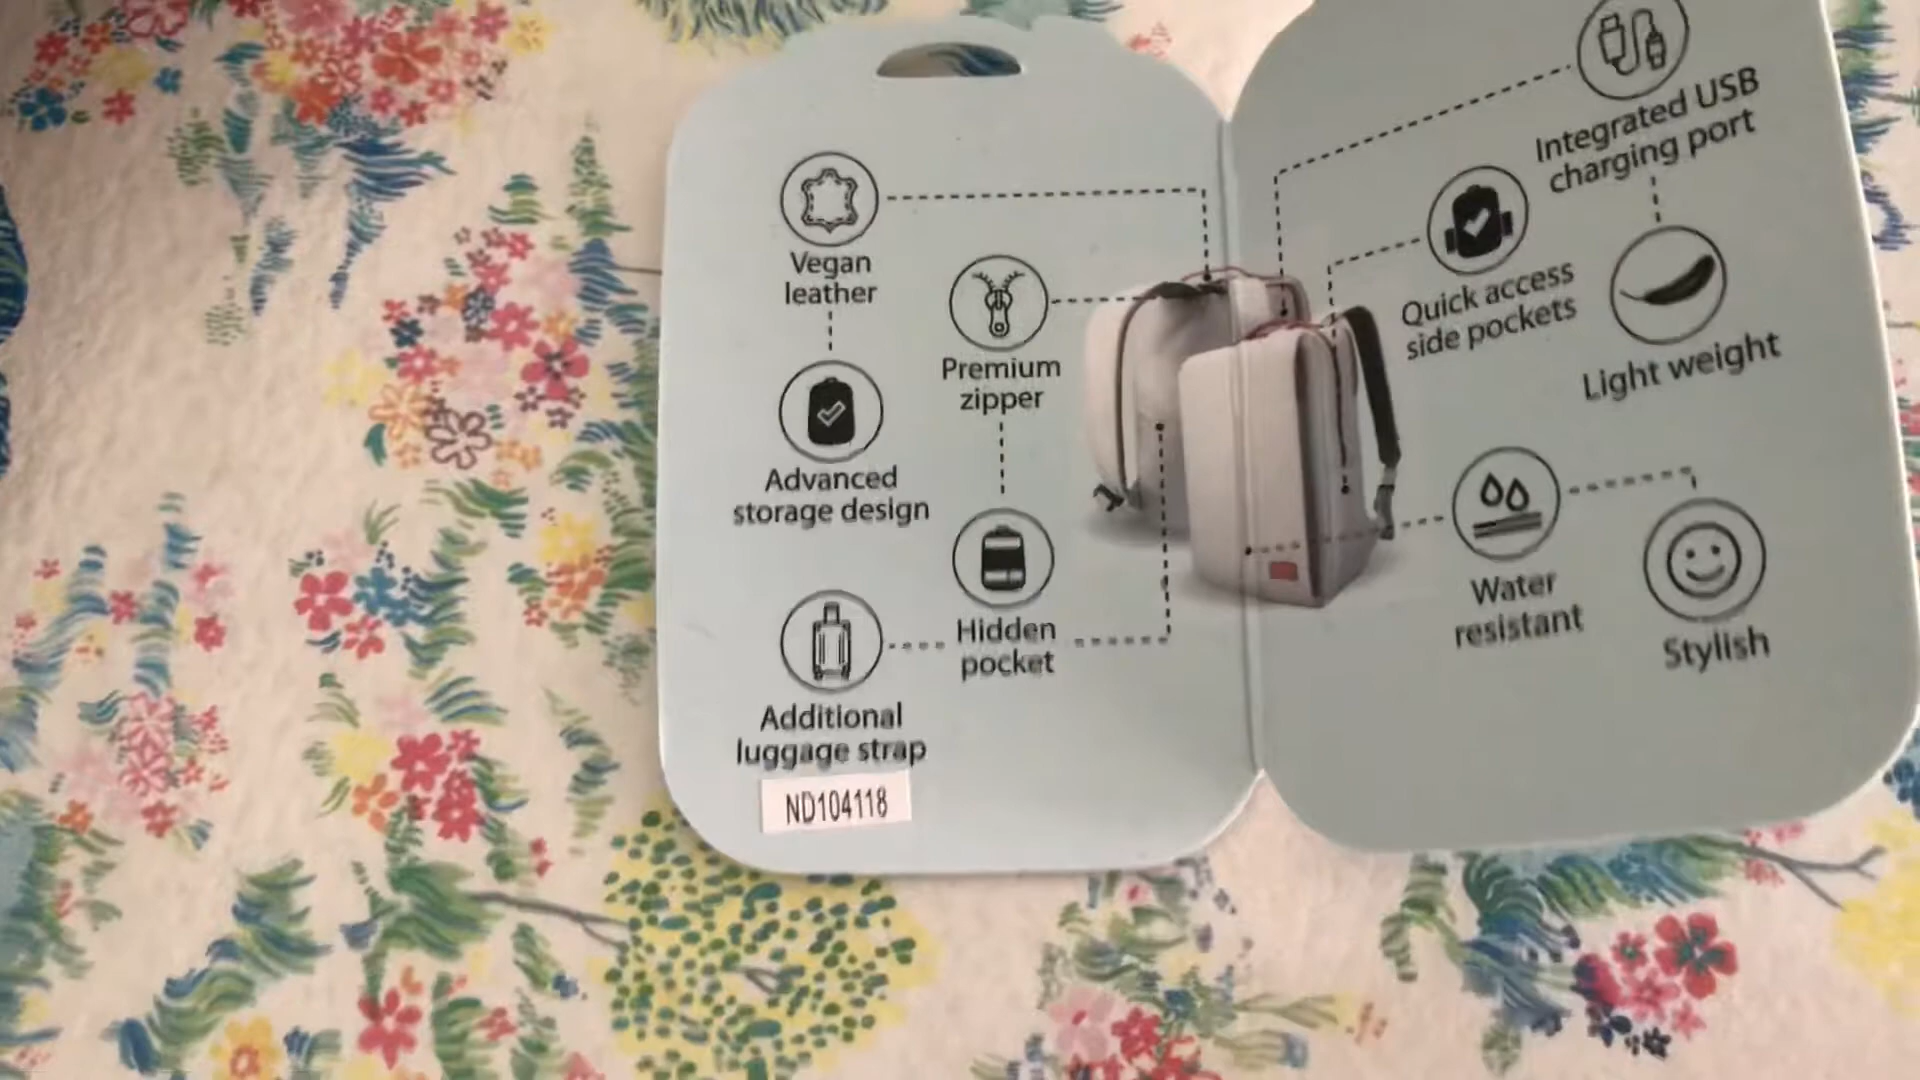 Vegan
leather
Premium
zipper
Advanced
storage design
Hidden
pocket
Additional
luggage strap
ND104118
Integrated USB
charging port
Quick access
side pockets
Light weight
Water
resistant
Stylish